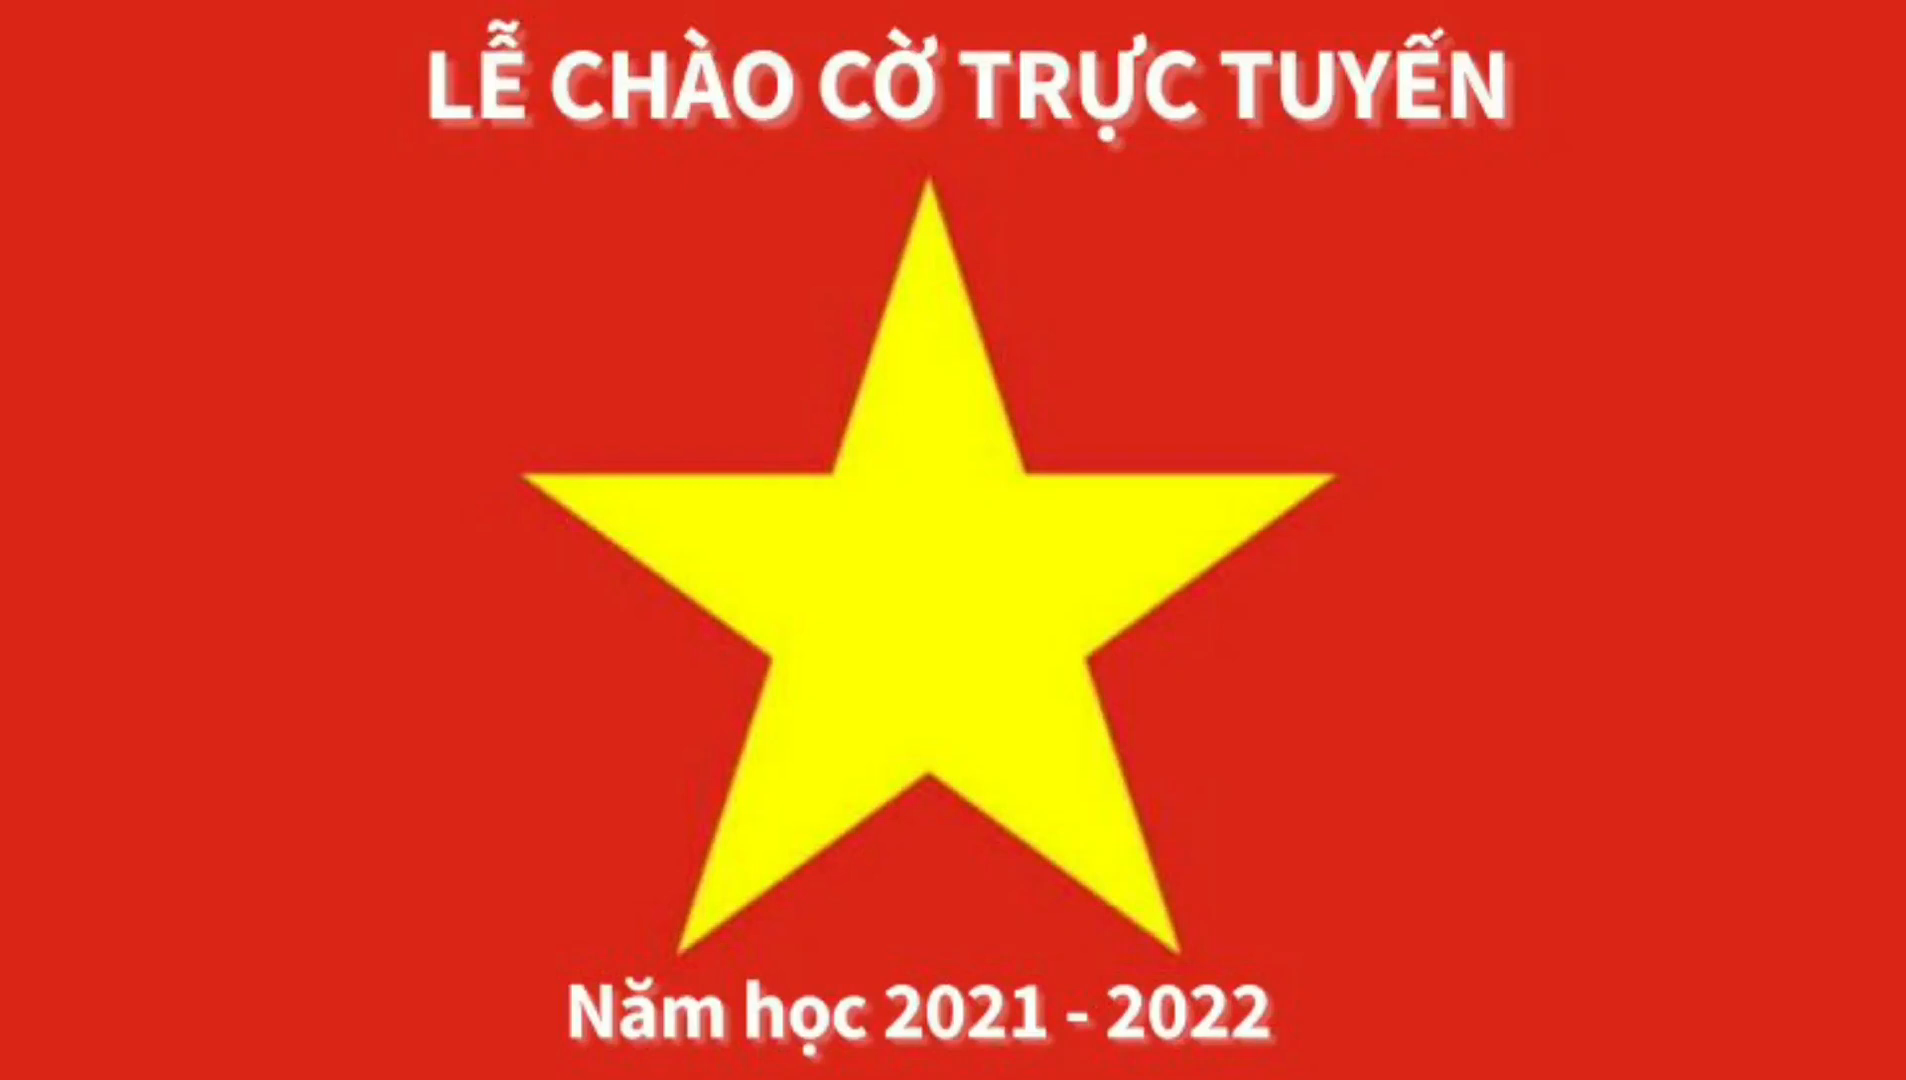 LỄ CHÀO CỜ TRỰC TUYẾN
Năm học 2021 - 2022